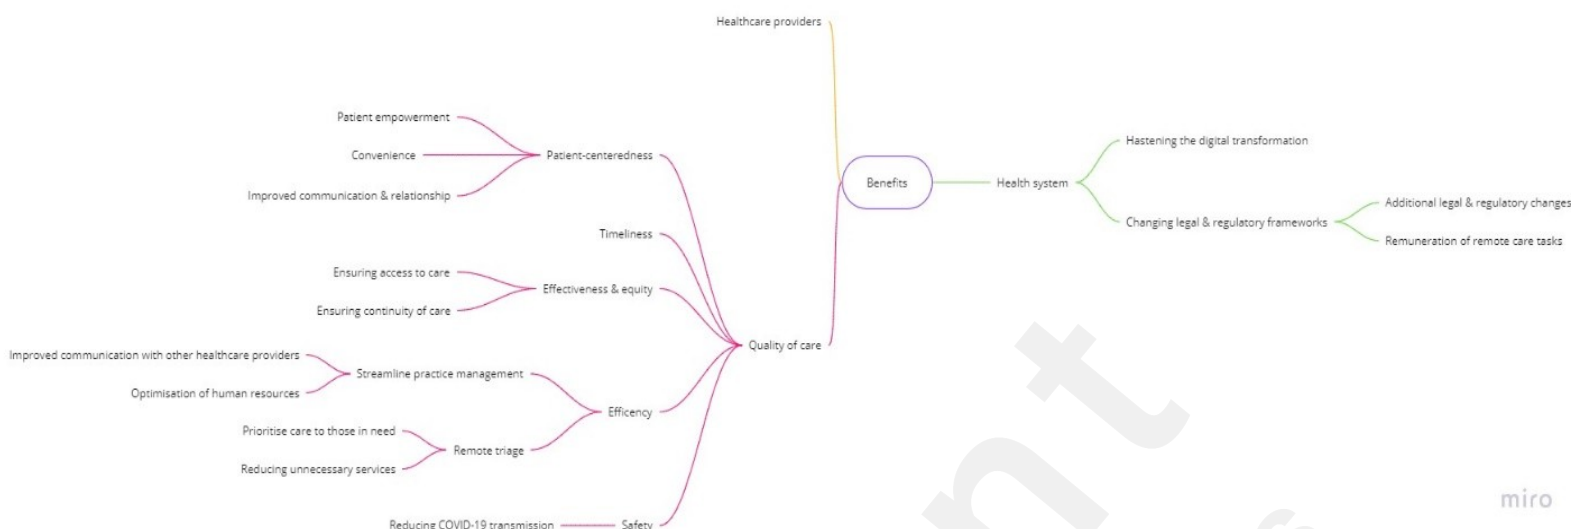 Healthcare providers
Patient empowerment
Convenience
Improved communication & relationship
Patient-centeredness
Timeliness
Ensuring access to care
Ensuring continuity of care
Effectiveness & equity
Improved communication with other healthcare providers
Optimisation of human resources
Streamline practice management
Prioritise care to those in need
Reducing unnecessary services
Remote triage
Efficency
Reducing COVID-19 transmission
Safety
Quality of care
Benefits
Health system
Hastening the digital transformation
Changing legal & regulatory frameworks
Additional legal & regulatory changes
Remuneration of remote care tasks
nt
miro